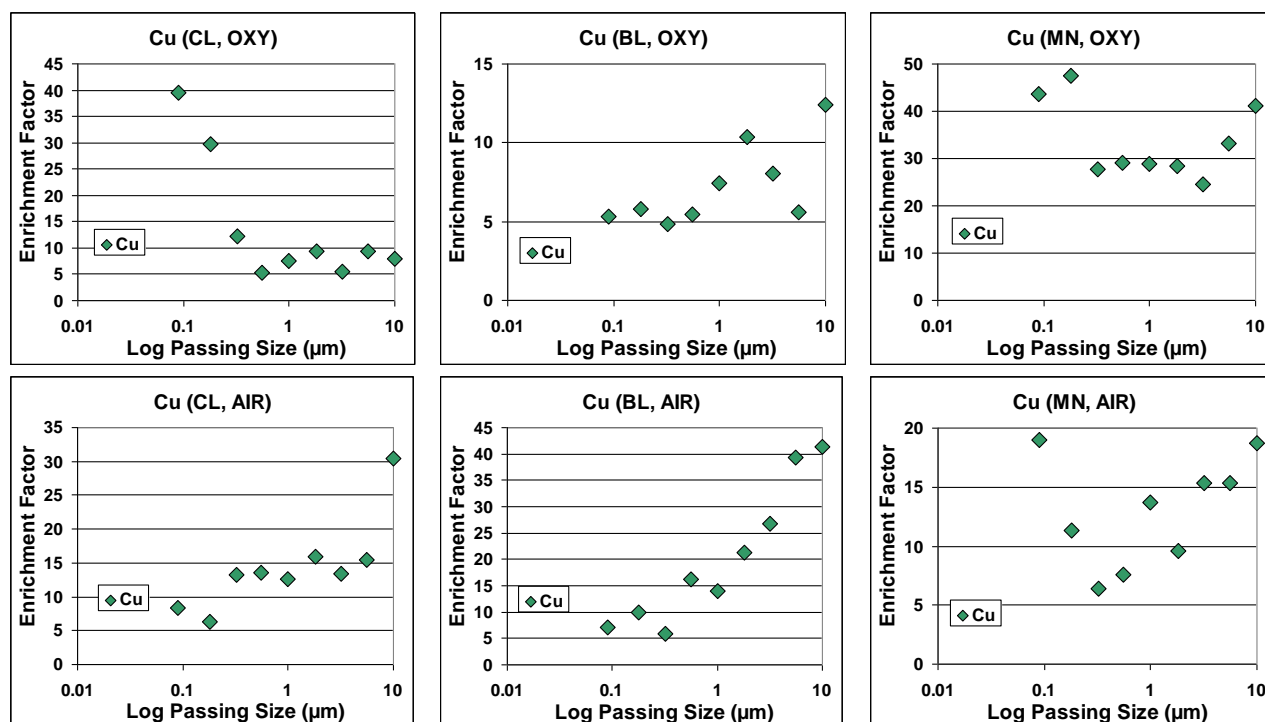 Cu (CL, OXY)
Enrichment Factor
45
40
35
30
25
20
15
10
5
0
Cu
0.01 0.1 1 10
Log Passing Size (µm)
Cu (BL, OXY)
Enrichment Factor
15
10
5
0
Cu
0.01 0.1 1 10
Log Passing Size (µm)
Cu (MN, OXY)
Enrichment Factor
50
40
30
20
10
0
Cu
0.01 0.1 1 10
Log Passing Size (µm)
Cu (CL, AIR)
Enrichment Factor
35
30
25
20
15
10
5
0
Cu
0.01 0.1 1 10
Log Passing Size (µm)
Cu (BL, AIR)
Enrichment Factor
45
40
35
30
25
20
15
10
5
0
Cu
0.01 0.1 1 10
Log Passing Size (µm)
Cu (MN, AIR)
Enrichment Factor
20
15
10
5
0
Cu
0.01 0.1 1 10
Log Passing Size (µm)